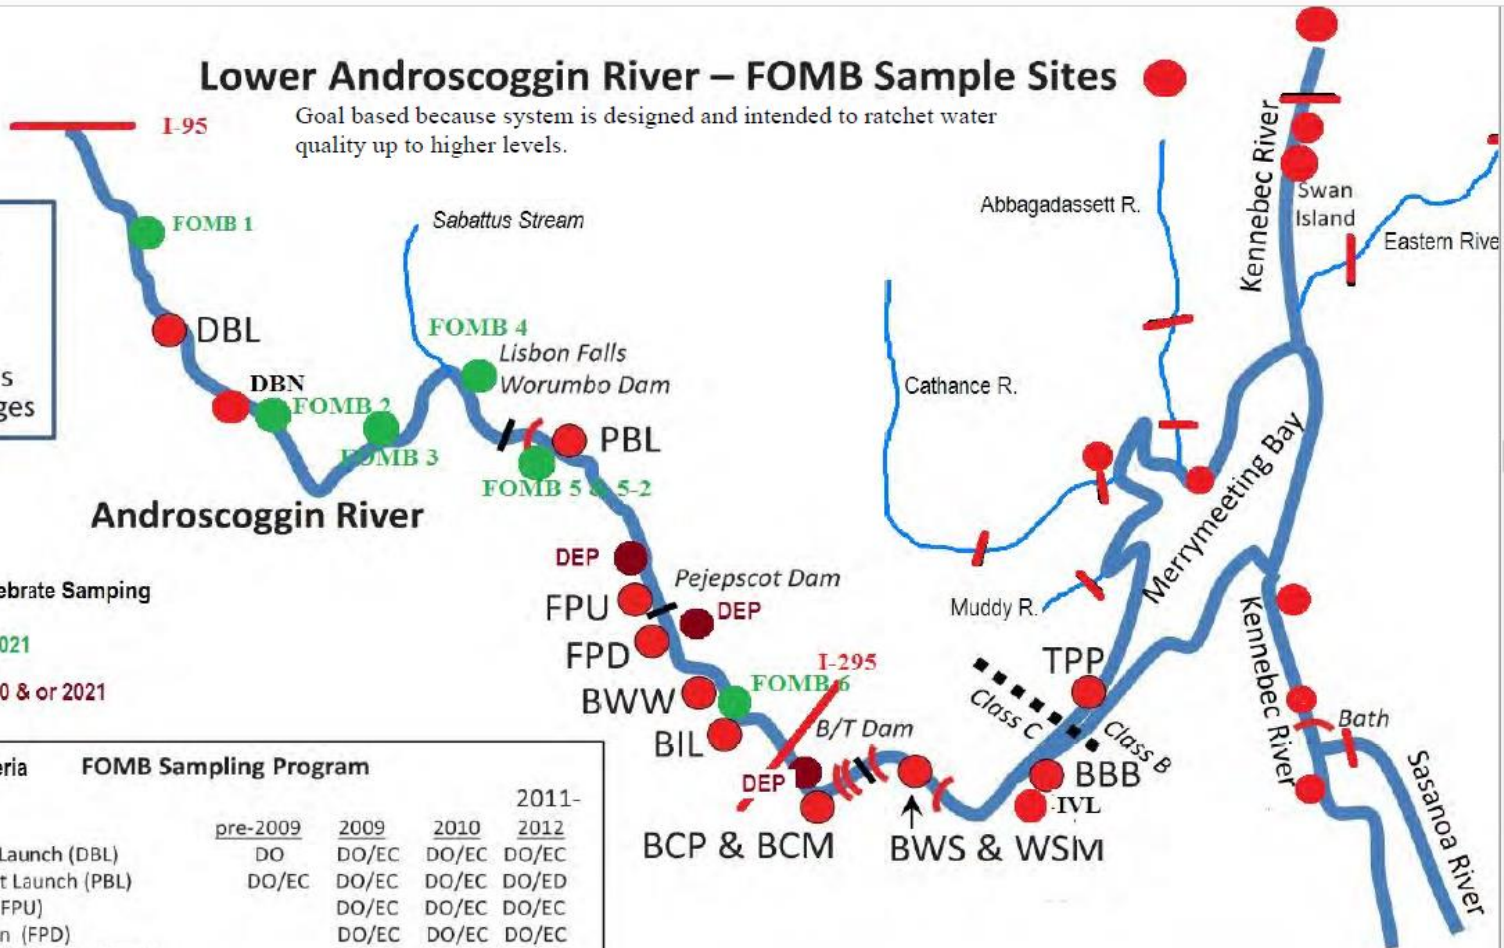 Lower Androscoggin River – FOMB Sample Sites
Goal based because system is designed and intended to ratchet water
quality up to higher levels.
I-95
FOMB 1
Sabattus Stream
Abbagadassett R.
Kennebec River
Swan
Island
Eastern Rive
DBL
FOMB 4
Lisbon Falls
Worumbo Dam
DBN
FOMB 2
Cathance R.
s
ges
FOMB 3
PBL
FOMB 5 & 5-2
Merrymeeting Bay
Androscoggin River
DEP
Pejepscot Dam
ebrate Samping
FPU
DEP
Muddy R.
Kennebec River
021
FPD
TPP
I-295
0 & or 2021
BWW
FOMB 6
Class C
Class B
Bath
BIL
B/T Dam
DEP
BBB
IVL
Sasanoa River
BCP & BCM
BWS & WSM
eria FOMB Sampling Program
2011-
pre-2009 2009 2010 2012
Launch (DBL) DO DO/EC DO/EC DO/EC
t Launch (PBL) DO/EC DO/EC DO/EC DO/ED
FPU) DO/EC DO/EC DO/EC
n (FPD) DO/EC DO/EC DO/EC